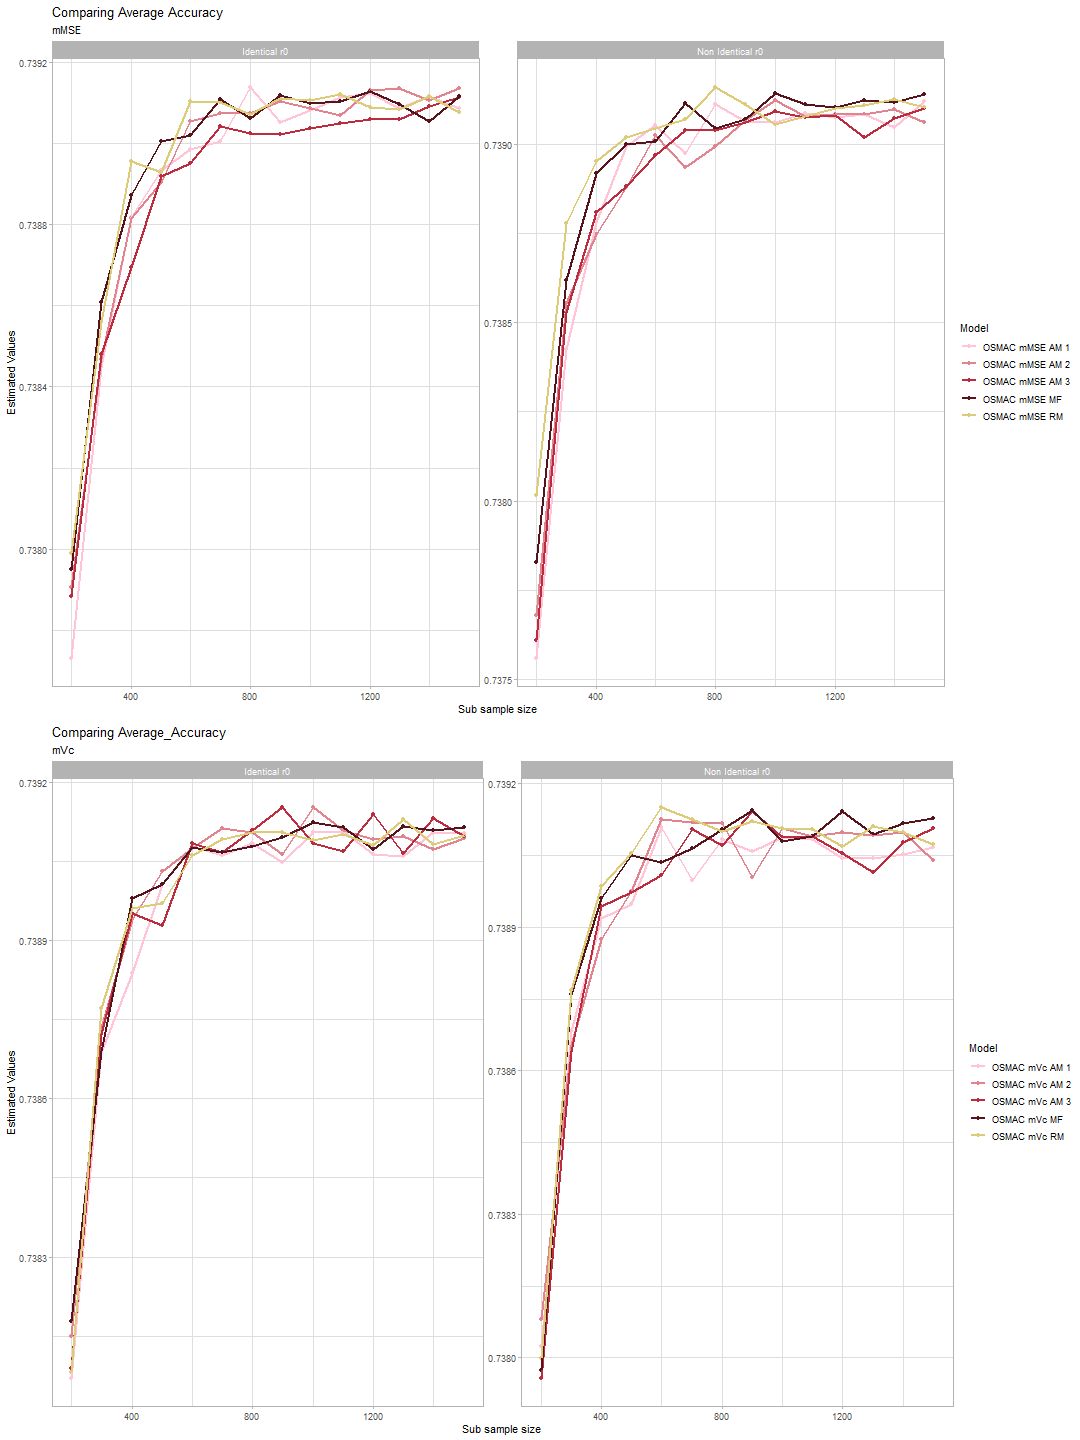 Comparing Average Accuracy
mMSE
Identical r0
Non Identical r0
0.7392
0.7388
0.7384
0.7380
0.7390
0.7385
0.7380
0.7375
Estimated Values
400
800
1200
400
800
1200
Sub sample size
Model
OSMAC mMSE AM 1
OSMAC mMSE AM 2
OSMAC mMSE AM 3
OSMAC mMSE MF
OSMAC mMSE RM
Comparing Average_Accuracy
mVc
Identical r0
Non Identical r0
0.7392
0.7389
0.7386
0.7383
0.7392
0.7389
0.7386
0.7383
0.7380
Estimated Values
400
800
1200
400
800
1200
Sub sample size
Model
OSMAC mVc AM 1
OSMAC mVc AM 2
OSMAC mVc AM 3
OSMAC mVc MF
OSMAC mVc RM